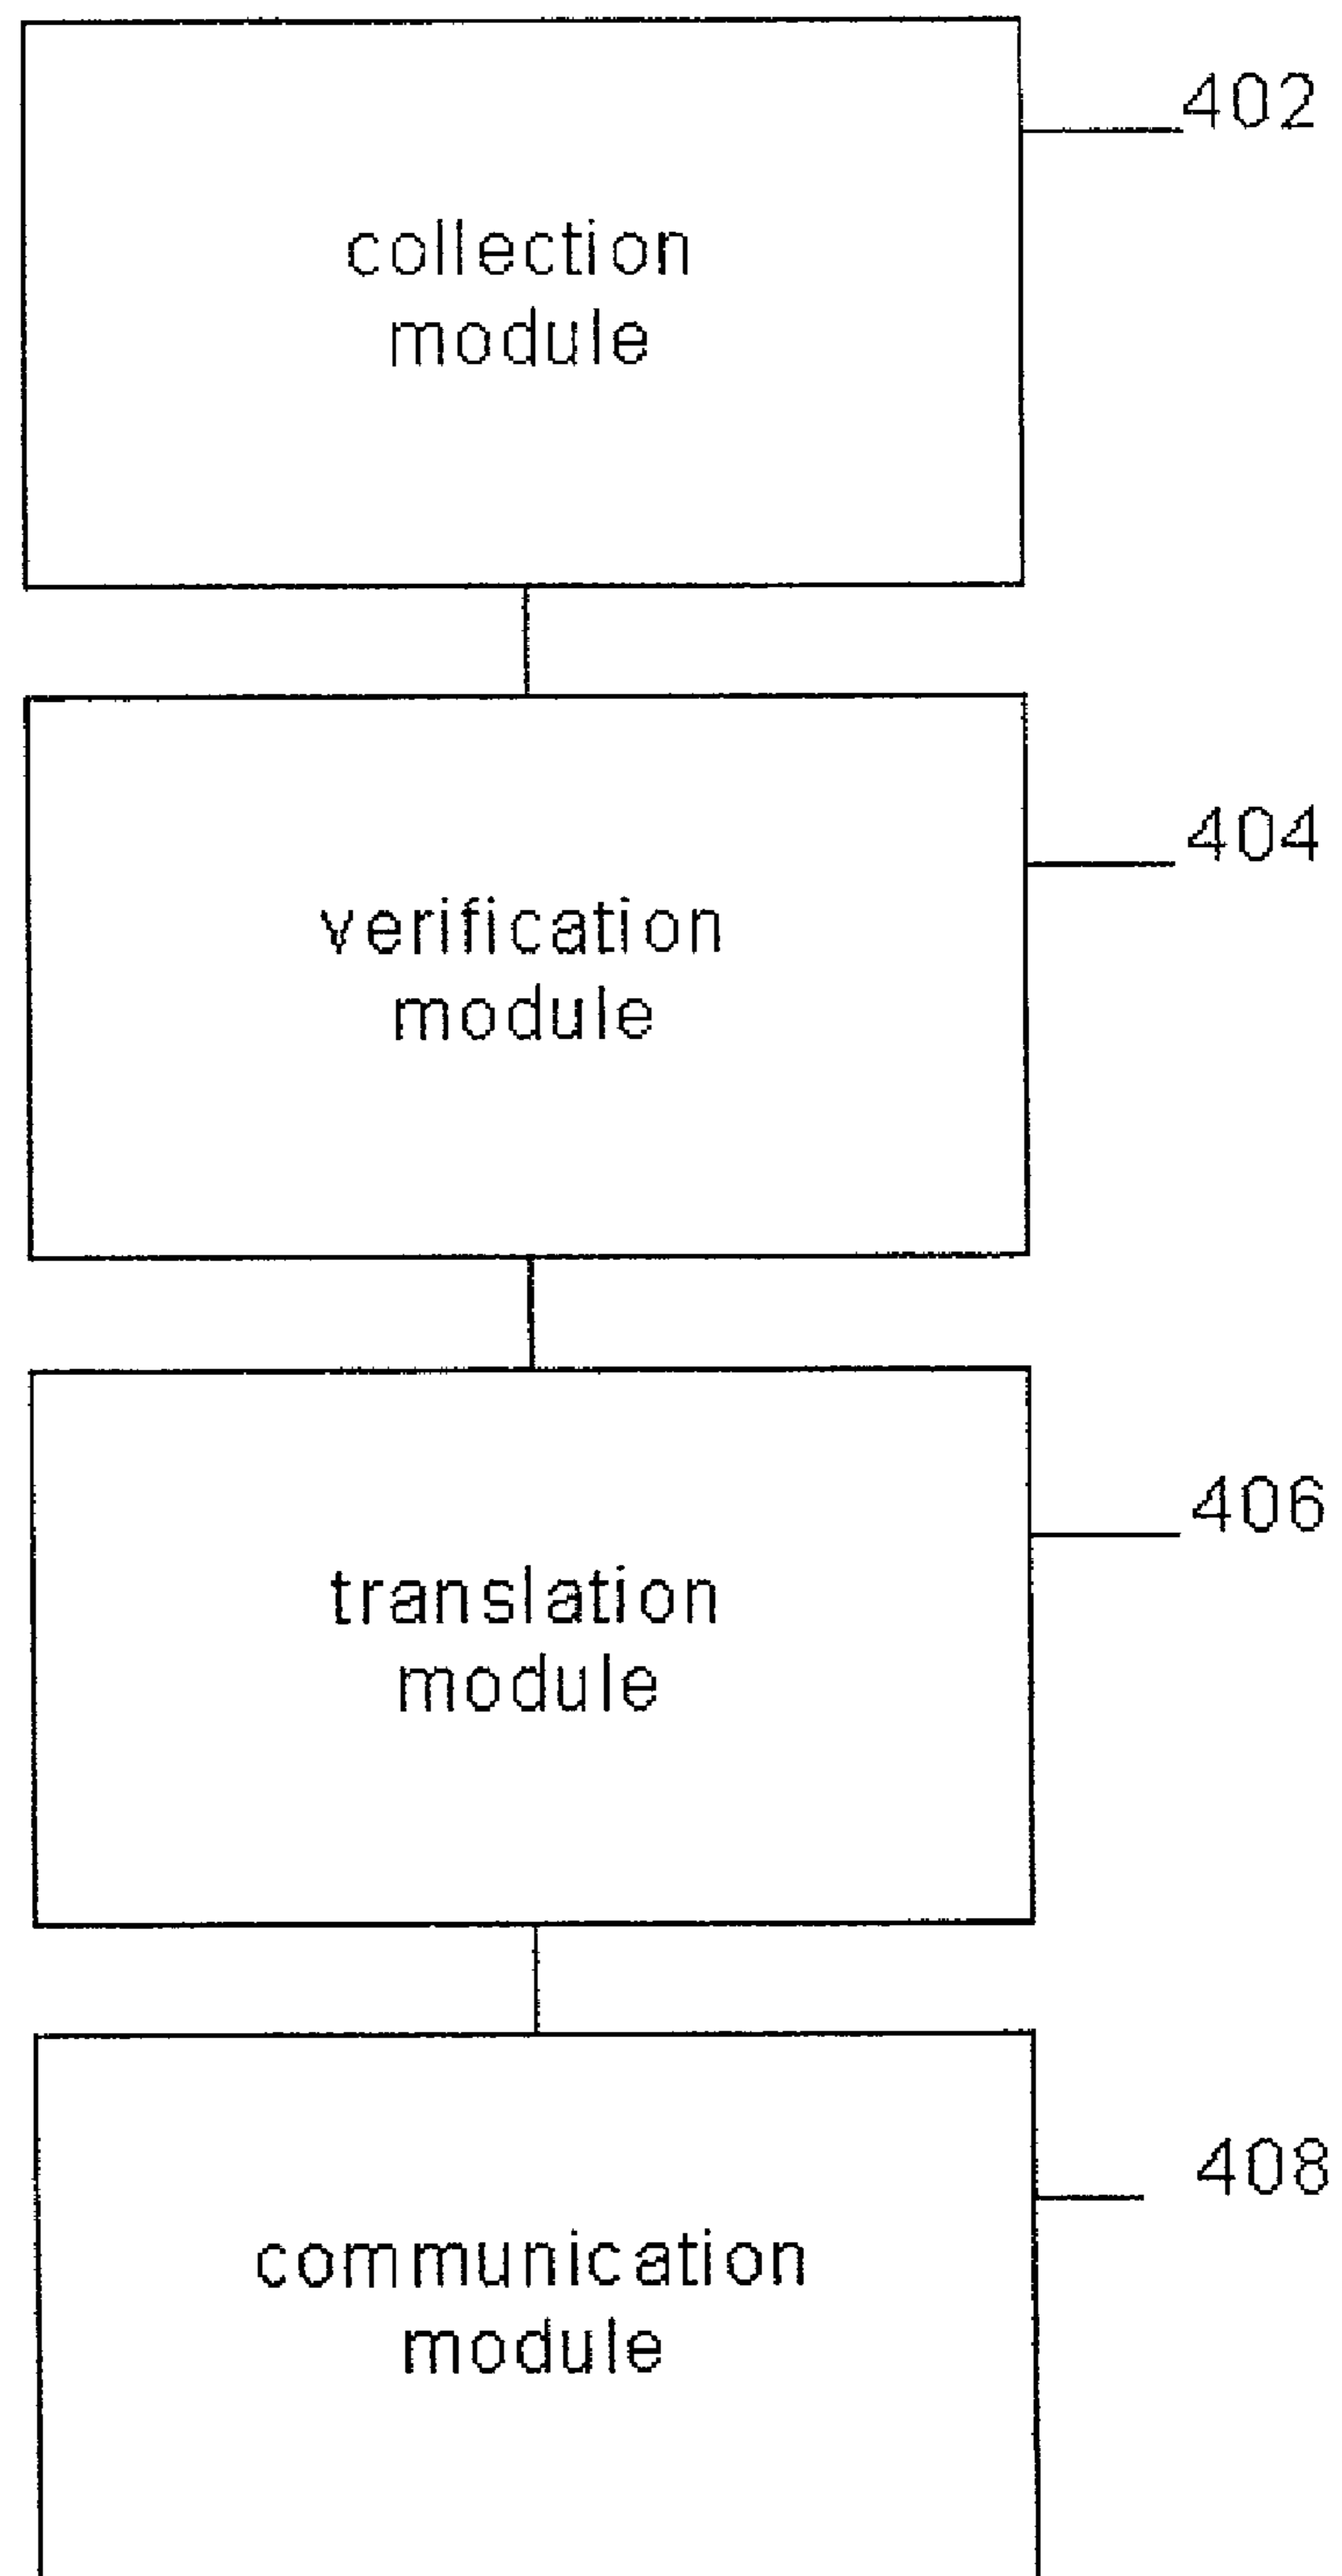 402
collection
module
404
verification
module
406
translation
module
408
communication
module